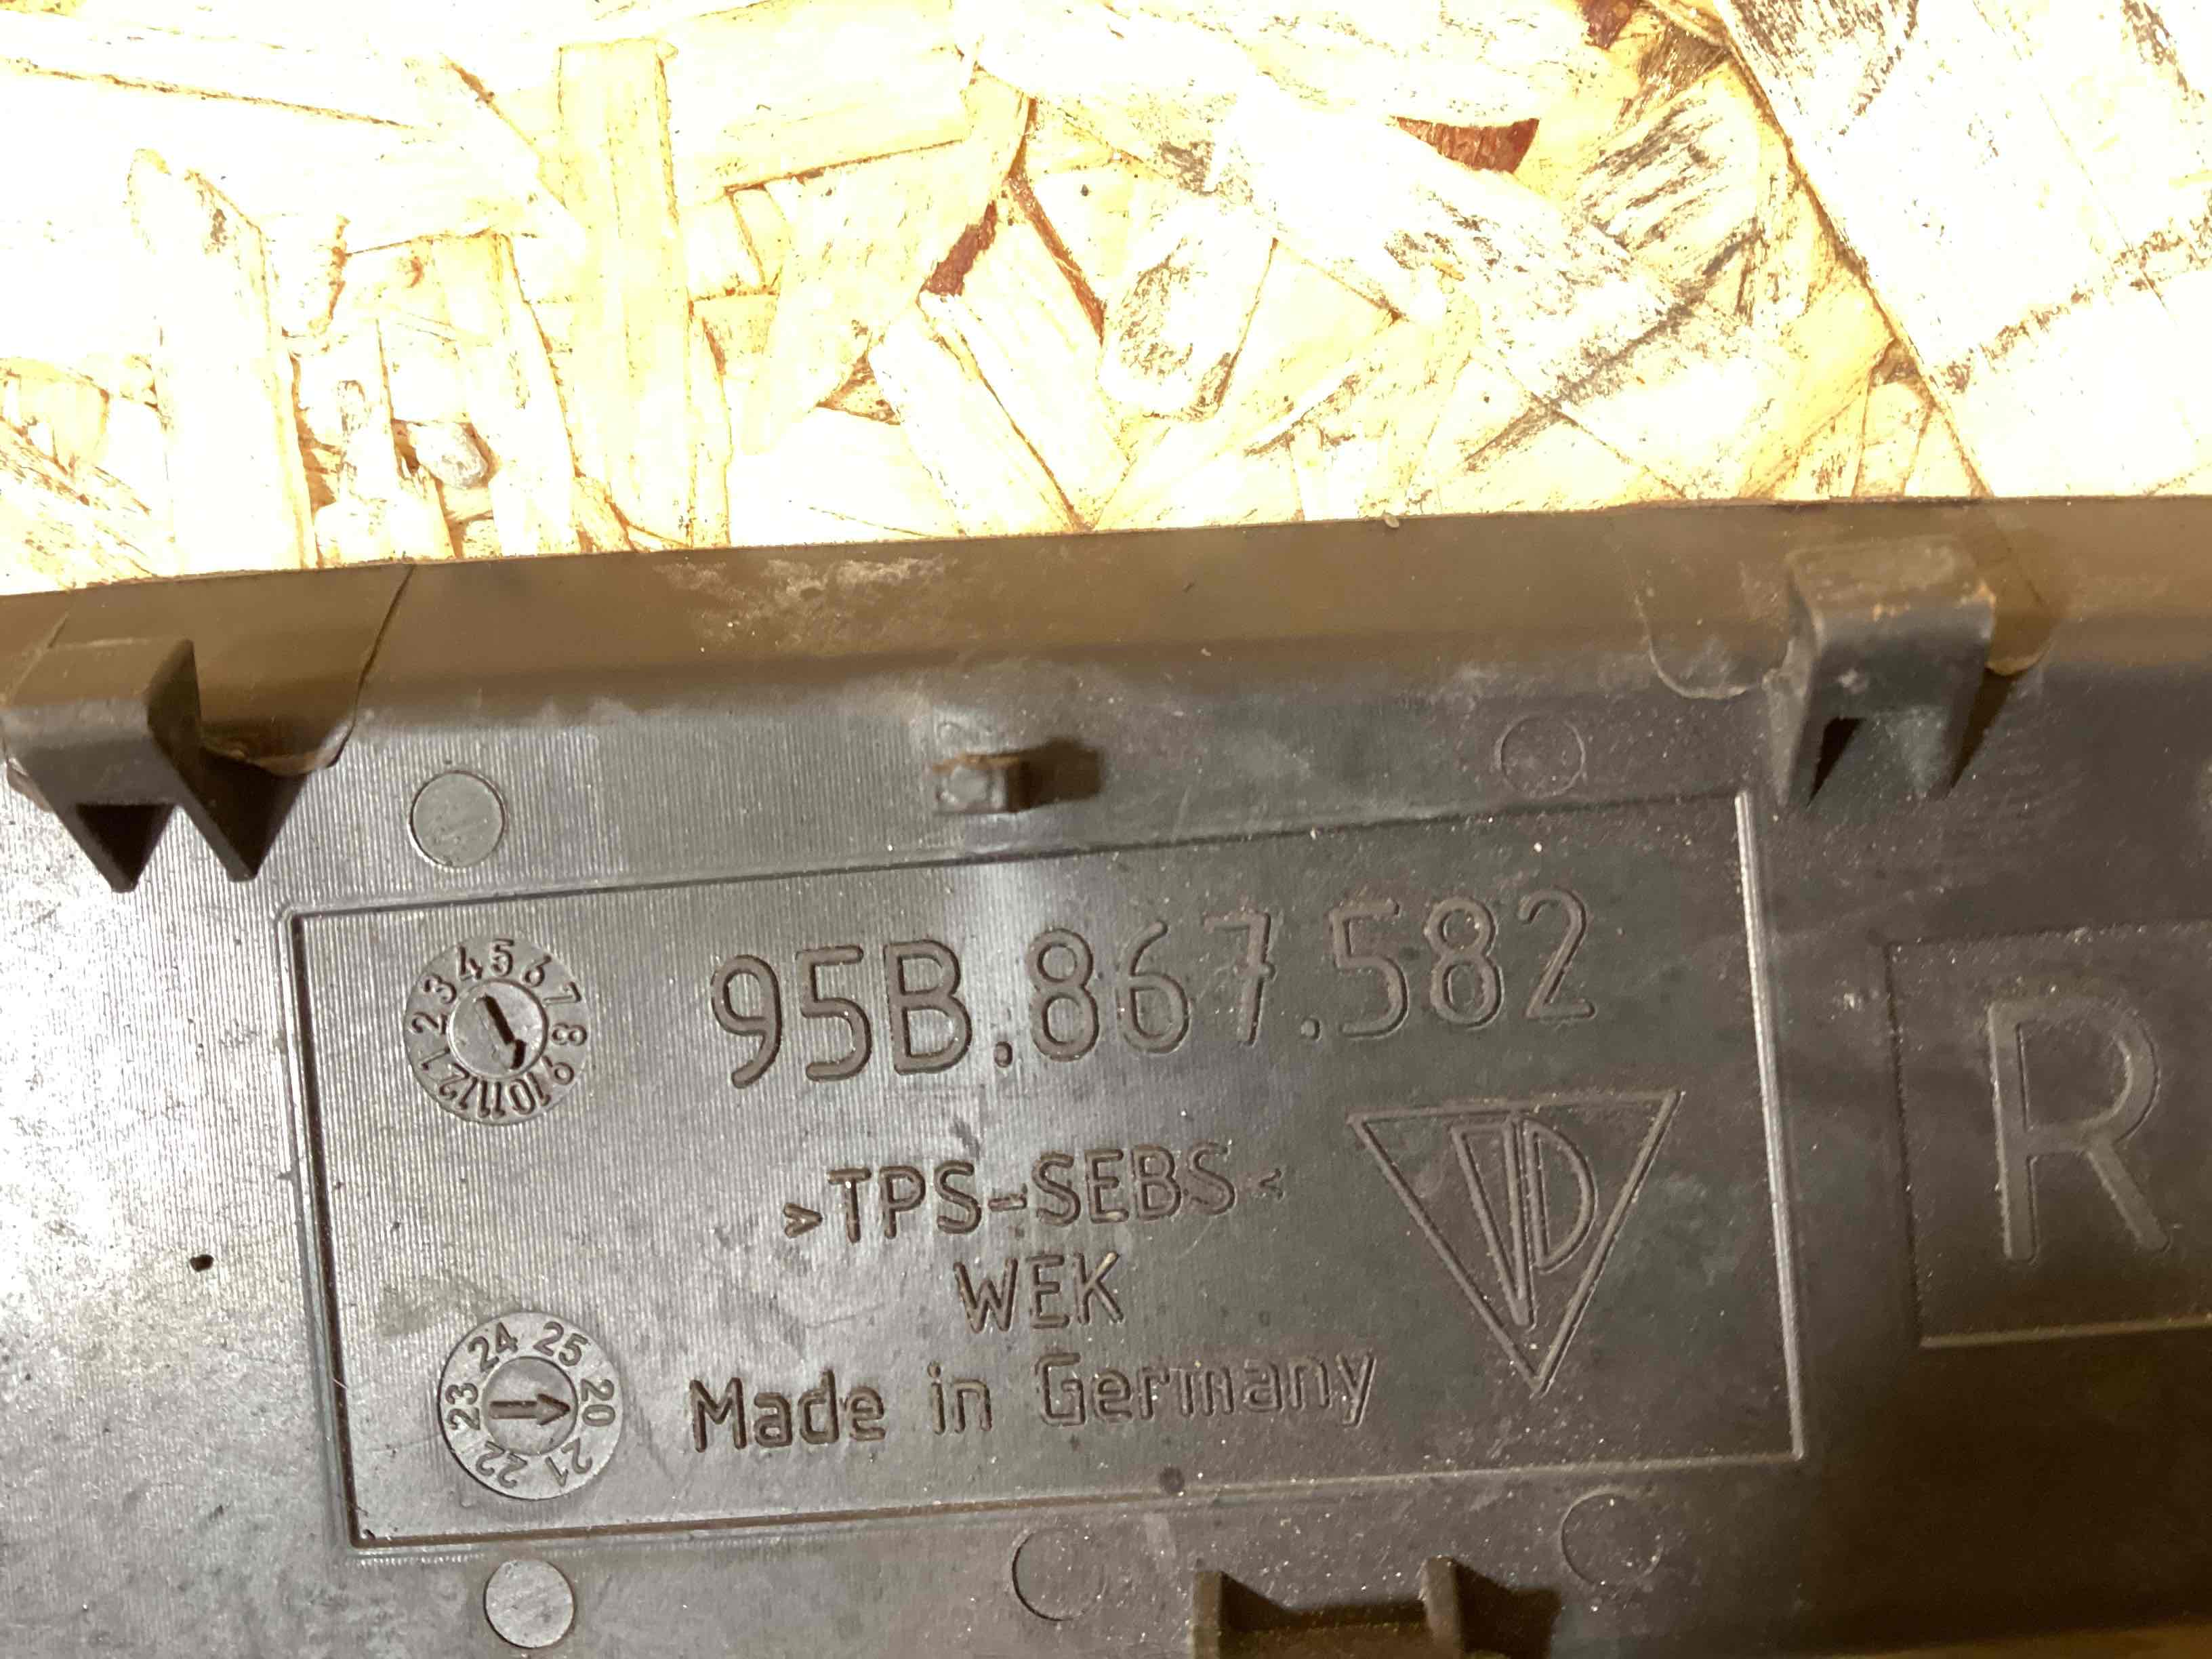 95B.867.582
1 2 3 4 5 6 7 8 9 10 11 12
>TPS-SEBS<
WEK
R
Made in Germany
20 21 22 23 24 25